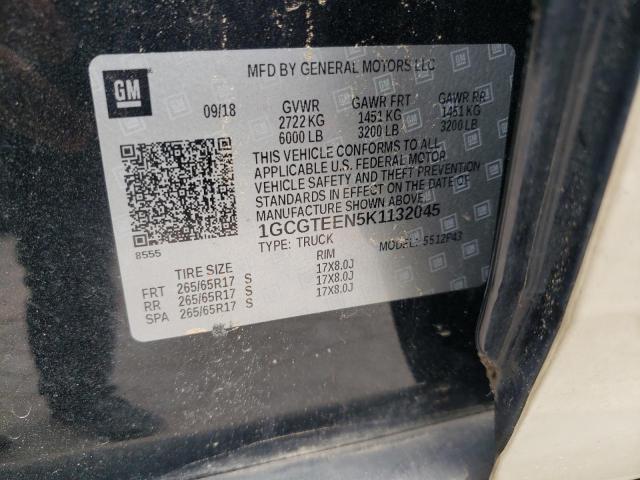 GM
MFD BY GENERAL MOTORS LLC
09/18 GVWR GAWR FRT GAWR RR
2722 KG 1451 KG 1451 KG
6000 LB 3200 LB 3200 LB
THIS VEHICLE CONFORMS TO ALL
APPLICABLE U.S. FEDERAL MOTOR
VEHICLE SAFETY AND THEFT PREVENTION
STANDARDS IN EFFECT ON THE DATE OF
MANUFACTURE SHOWN ABOVE.
1GCGTEEN5K1132045
8555 TYPE: TRUCK MODEL: 5512P43
TIRE SIZE RIM
FRT 265/65R17 S 17X8.0J
RR 265/65R17 S 17X8.0J
SPA 265/65R17 S 17X8.0J